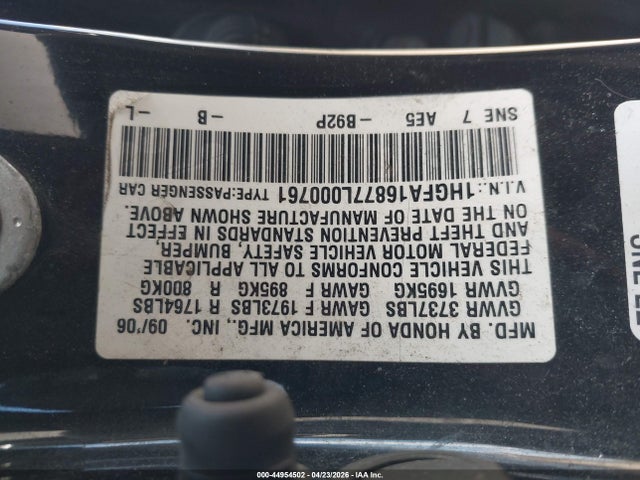 MFD. BY HONDA OF AMERICA MFG., INC. 09/06
GVWR 3737LBS GAWR F 1973LBS R 1764LBS
GVWR 1695KG GAWR F 895KG R 800KG
THIS VEHICLE CONFORMS TO ALL APPLICABLE
FEDERAL MOTOR VEHICLE SAFETY, BUMPER,
AND THEFT PREVENTION STANDARDS IN EFFECT
ON THE DATE OF MANUFACTURE SHOWN ABOVE.
V.I.N.: 1HGFA16877L000761 TYPE:PASSENGER CAR
SNE 7 AE5 -B92P -B -L
000-44954502 - 04/23/2026 - IAA Inc.